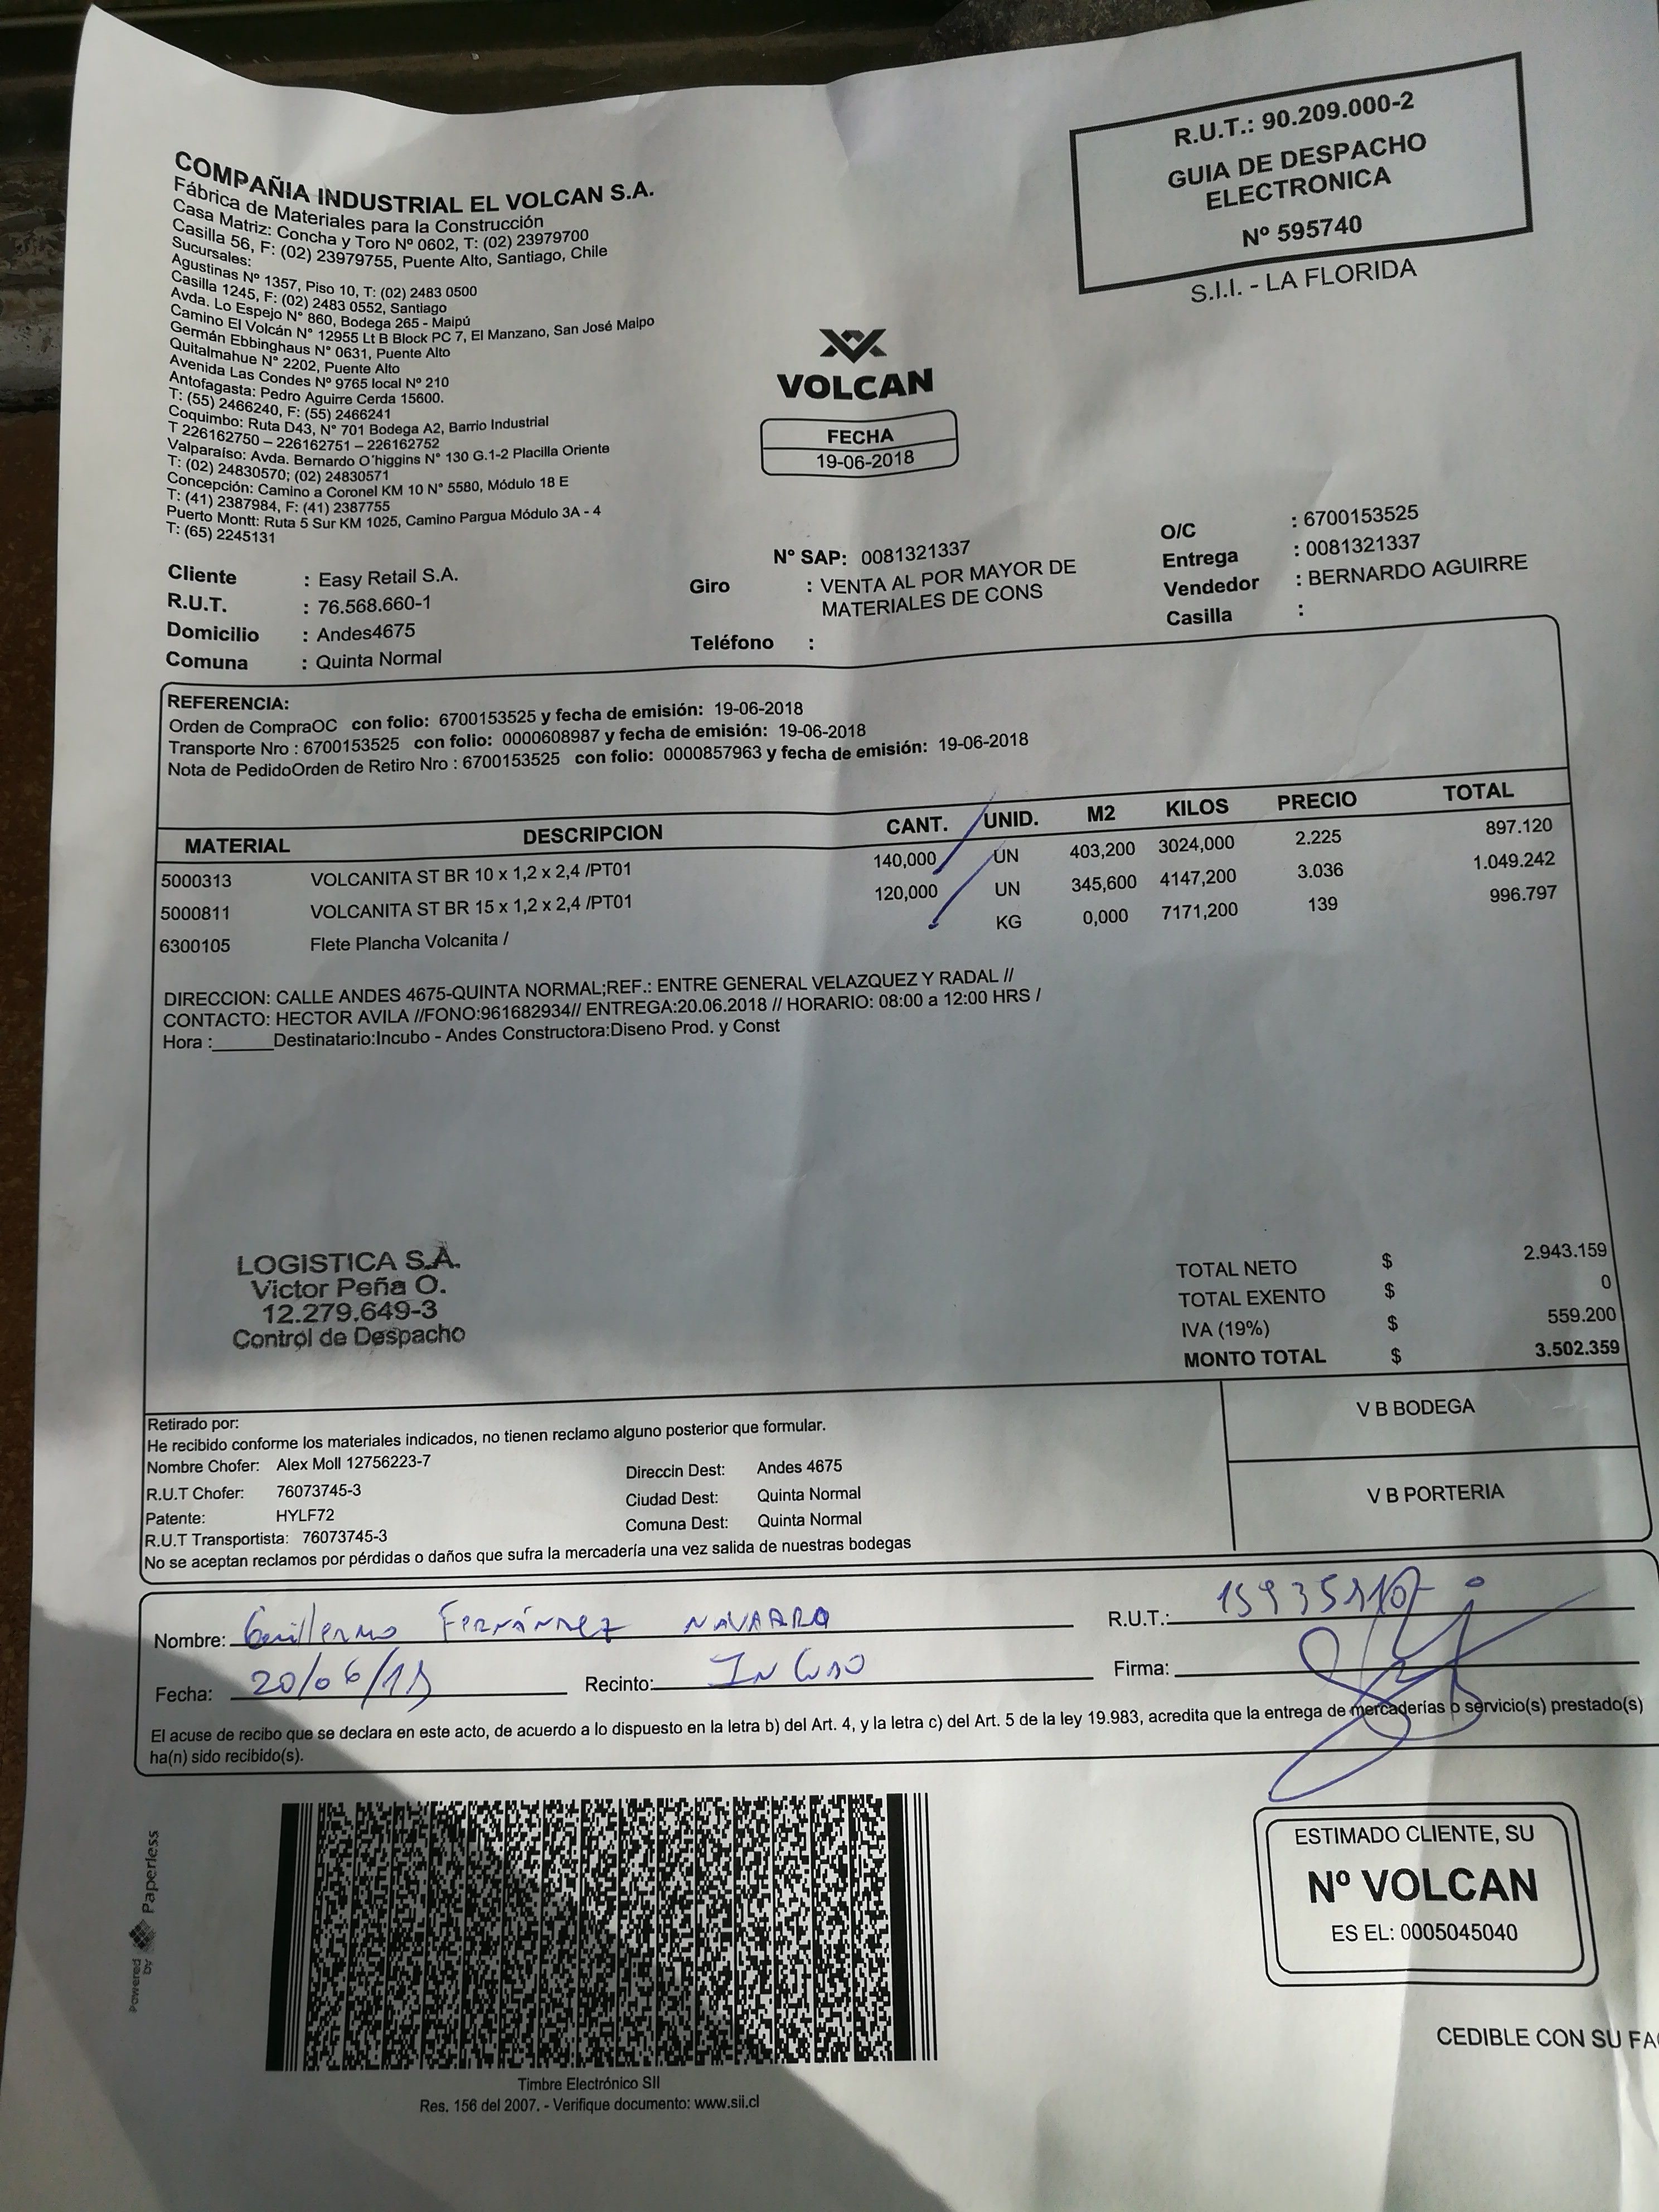 R.U.T.: 90.209.000-2
GUIA DE DESPACHO
ELECTRONICA
Nº 595740
S.I.I. - LA FLORIDA
COMPAÑIA INDUSTRIAL EL VOLCAN S.A.
Fábrica de Materiales para la Construcción
Casa Matriz: Concha y Toro Nº 0602, T: (02) 23979700
Casilla 56, F: (02) 23979755, Puente Alto, Santiago, Chile
Sucursales:
Agustinas Nº 1357, Piso 10, T: (02) 2483 0500
Casilla 1245, F: (02) 2483 0552, Santiago
Avda. Lo Espejo N° 860, Bodega 265 - Maipú
Camino El Volcán N° 12955 Lt B Block PC 7, El Manzano, San José Maipo
Germán Ebbinghaus N° 0631, Puente Alto
Quitalmahue N° 2202, Puente Alto
Avenida Las Condes Nº 9765 local Nº 210
Antofagasta: Pedro Aguirre Cerda 15600.
T: (55) 2466240, F: (55) 2466241
Coquimbo: Ruta D43, N° 701 Bodega A2, Barrio Industrial
T 226162750 – 226162751 – 226162752
Valparaíso: Avda. Bernardo O'higgins N° 130 G.1-2 Placilla Oriente
T: (02) 24830570; (02) 24830571
Concepción: Camino a Coronel KM 10 N° 5580, Módulo 18 E
T: (41) 2387984, F: (41) 2387755
Puerto Montt: Ruta 5 Sur KM 1025, Camino Pargua Módulo 3A - 4
T: (65) 2245131
VOLCAN
FECHA
19-06-2018
Cliente : Easy Retail S.A.
R.U.T. : 76.568.660-1
Domicilio : Andes4675
Comuna : Quinta Normal
N° SAP: 0081321337
Giro : VENTA AL POR MAYOR DE
MATERIALES DE CONS
Teléfono :
O/C : 6700153525
Entrega : 0081321337
Vendedor : BERNARDO AGUIRRE
Casilla :
REFERENCIA:
Orden de CompraOC con folio: 6700153525 y fecha de emisión: 19-06-2018
Transporte Nro : 6700153525 con folio: 0000608987 y fecha de emisión: 19-06-2018
Nota de PedidoOrden de Retiro Nro : 6700153525 con folio: 0000857963 y fecha de emisión: 19-06-2018
MATERIAL DESCRIPCION CANT. UNID. M2 KILOS PRECIO TOTAL
5000313 VOLCANITA ST BR 10 x 1,2 x 2,4 /PT01 140,000 UN 403,200 3024,000 2.225 897.120
5000811 VOLCANITA ST BR 15 x 1,2 x 2,4 /PT01 120,000 UN 345,600 4147,200 3.036 1.049.242
6300105 Flete Plancha Volcanita / KG 0,000 7171,200 139 996.797
DIRECCION: CALLE ANDES 4675-QUINTA NORMAL;REF.: ENTRE GENERAL VELAZQUEZ Y RADAL //
CONTACTO: HECTOR AVILA //FONO:961682934// ENTREGA:20.06.2018 // HORARIO: 08:00 a 12:00 HRS /
Hora :______Destinatario:Incubo - Andes Constructora:Diseno Prod. y Const
LOGISTICA S.A.
Victor Peña O.
12.279.649-3
Control de Despacho
TOTAL NETO $ 2.943.159
TOTAL EXENTO $ 0
IVA (19%) $ 559.200
MONTO TOTAL $ 3.502.359
Retirado por:
He recibido conforme los materiales indicados, no tienen reclamo alguno posterior que formular.
Nombre Chofer: Alex Moll 12756223-7
R.U.T Chofer: 76073745-3
Patente: HYLF72
R.U.T Transportista: 76073745-3
Direccin Dest: Andes 4675
Ciudad Dest: Quinta Normal
Comuna Dest: Quinta Normal
No se aceptan reclamos por pérdidas o daños que sufra la mercadería una vez salida de nuestras bodegas
V B BODEGA
V B PORTERIA
Nombre: Guillermo Fernández Navarro
R.U.T.:
Fecha: 20/06/18
Recinto:
Firma:
El acuse de recibo que se declara en este acto, de acuerdo a lo dispuesto en la letra b) del Art. 4, y la letra c) del Art. 5 de la ley 19.983, acredita que la entrega de mercaderías o servicio(s) prestado(s)
ha(n) sido recibido(s).
Powered by Paperless
Timbre Electrónico SII
Res. 156 del 2007. - Verifique documento: www.sii.cl
ESTIMADO CLIENTE, SU
Nº VOLCAN
ES EL: 0005045040
CEDIBLE CON SU FA